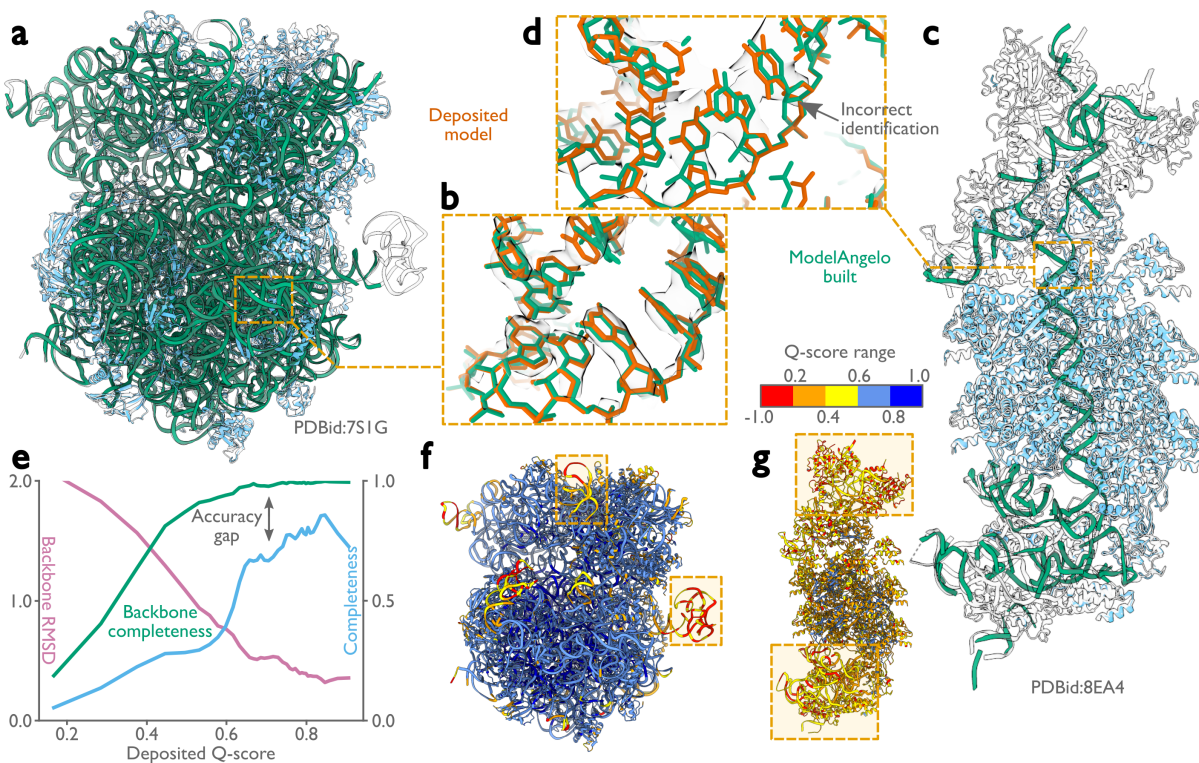 a
PDBid:7S1G
d
Deposited
model
Incorrect
identification
b
ModelAngelo
built
c
PDBid:8EA4
Q-score range
0.2 0.6 1.0
-1.0 0.4 0.8
e
2.0
1.0
0.0
Backbone RMSD
Backbone
completeness
Accuracy
gap
1.0
0.5
0.0
Completeness
0.2 0.4 0.6 0.8
Deposited Q-score
f
g